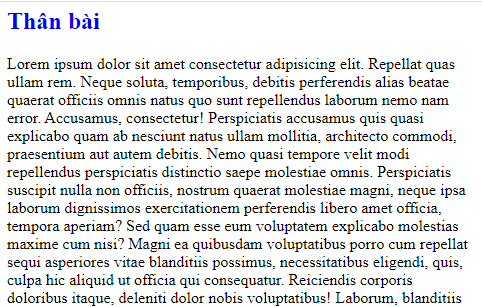 Thân bài
Lorem ipsum dolor sit amet consectetur adipisicing elit. Repellat quas
ullam rem. Neque soluta, temporibus, debitis perferendis alias beatae
quaerat officiis omnis natus quo sunt repellendus laborum nemo nam
error. Accusamus, consectetur! Perspiciatis accusamus quis quasi
explicabo quam ab nesciunt natus ullam mollitia, architecto commodi,
praesentium aut autem debitis. Nemo quasi tempore velit modi
repellendus perspiciatis distinctio saepe molestiae omnis. Perspiciatis
suscipit nulla non officiis, nostrum quaerat molestiae magni, neque ipsa
laborum dignissimos exercitationem perferendis libero amet officia,
tempora aperiam? Sed quam esse eum voluptatem explicabo molestias
maxime cum nisi? Magni ea quibusdam voluptatibus porro cum repellat
sequi asperiores vitae blanditiis possimus, necessitatibus eligendi, quis,
culpa hic aliquid ut officia qui consequatur. Reiciendis corporis
doloribus itaque, deleniti dolor nobis voluptatibus! Laborum, blanditiis